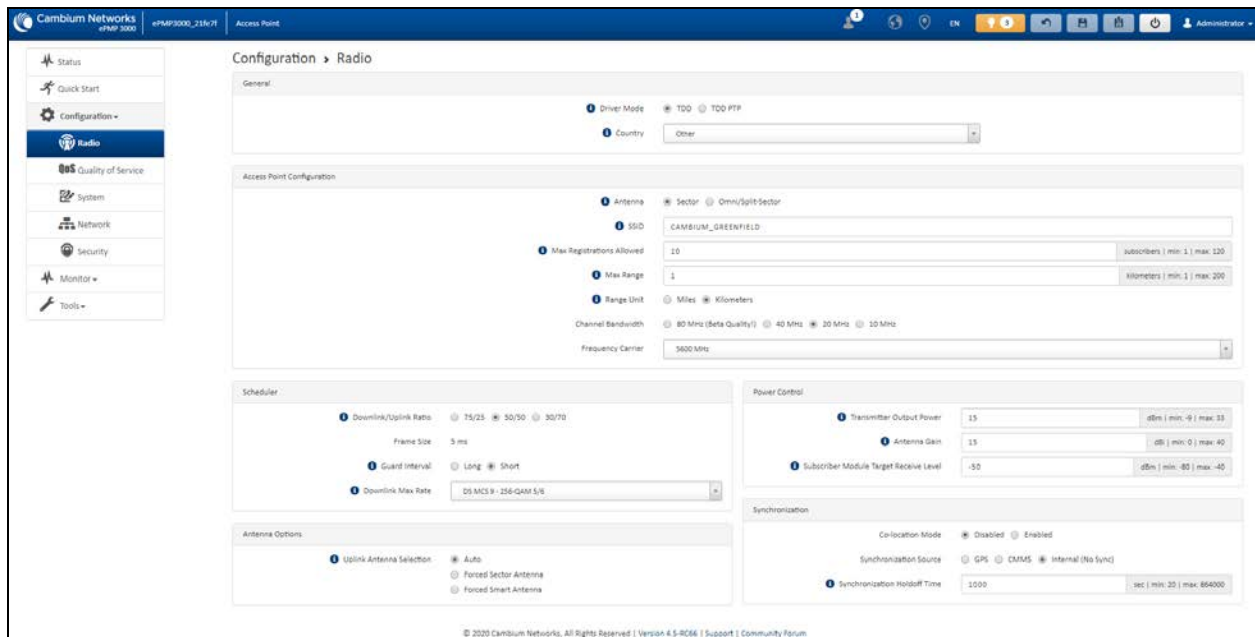 Cambium Networks
ePMP 3000
ePMP3000_21fe7f
Access Point
1
EN
3
Administrator
Status
Quick Start
Configuration
Radio
QoS Quality of Service
System
Network
Security
Monitor
Tools
Configuration > Radio
General
Driver Mode TDD TDD PTP
Country Other
Access Point Configuration
Antenna Sector Omni/Split-Sector
SSID CAMBIUM_GREENFIELD
Max Registrations Allowed 10 subscribers | min: 1 | max: 120
Max Range 1 kilometers | min: 1 | max: 200
Range Unit Miles Kilometers
Channel Bandwidth 80 MHz (Beta Quality!) 40 MHz 20 MHz 10 MHz
Frequency Carrier 5600 MHz
Scheduler
Downlink/Uplink Ratio 75/25 50/50 30/70
Frame Size 5 ms
Guard Interval Long Short
Downlink Max Rate DS MCS 9 - 256-QAM 5/6
Antenna Options
Uplink Antenna Selection Auto
Forced Sector Antenna
Forced Smart Antenna
Power Control
Transmitter Output Power 15 dBm | min: -9 | max: 33
Antenna Gain 15 dBi | min: 0 | max: 40
Subscriber Module Target Receive Level -50 dBm | min: -80 | max: -40
Synchronization
Co-location Mode Disabled Enabled
Synchronization Source GPS CMM5 Internal (No Sync)
Synchronization Holdoff Time 1000 sec | min: 20 | max: 864000
© 2020 Cambium Networks, All Rights Reserved | Version 4.5-RC66 | Support | Community Forum